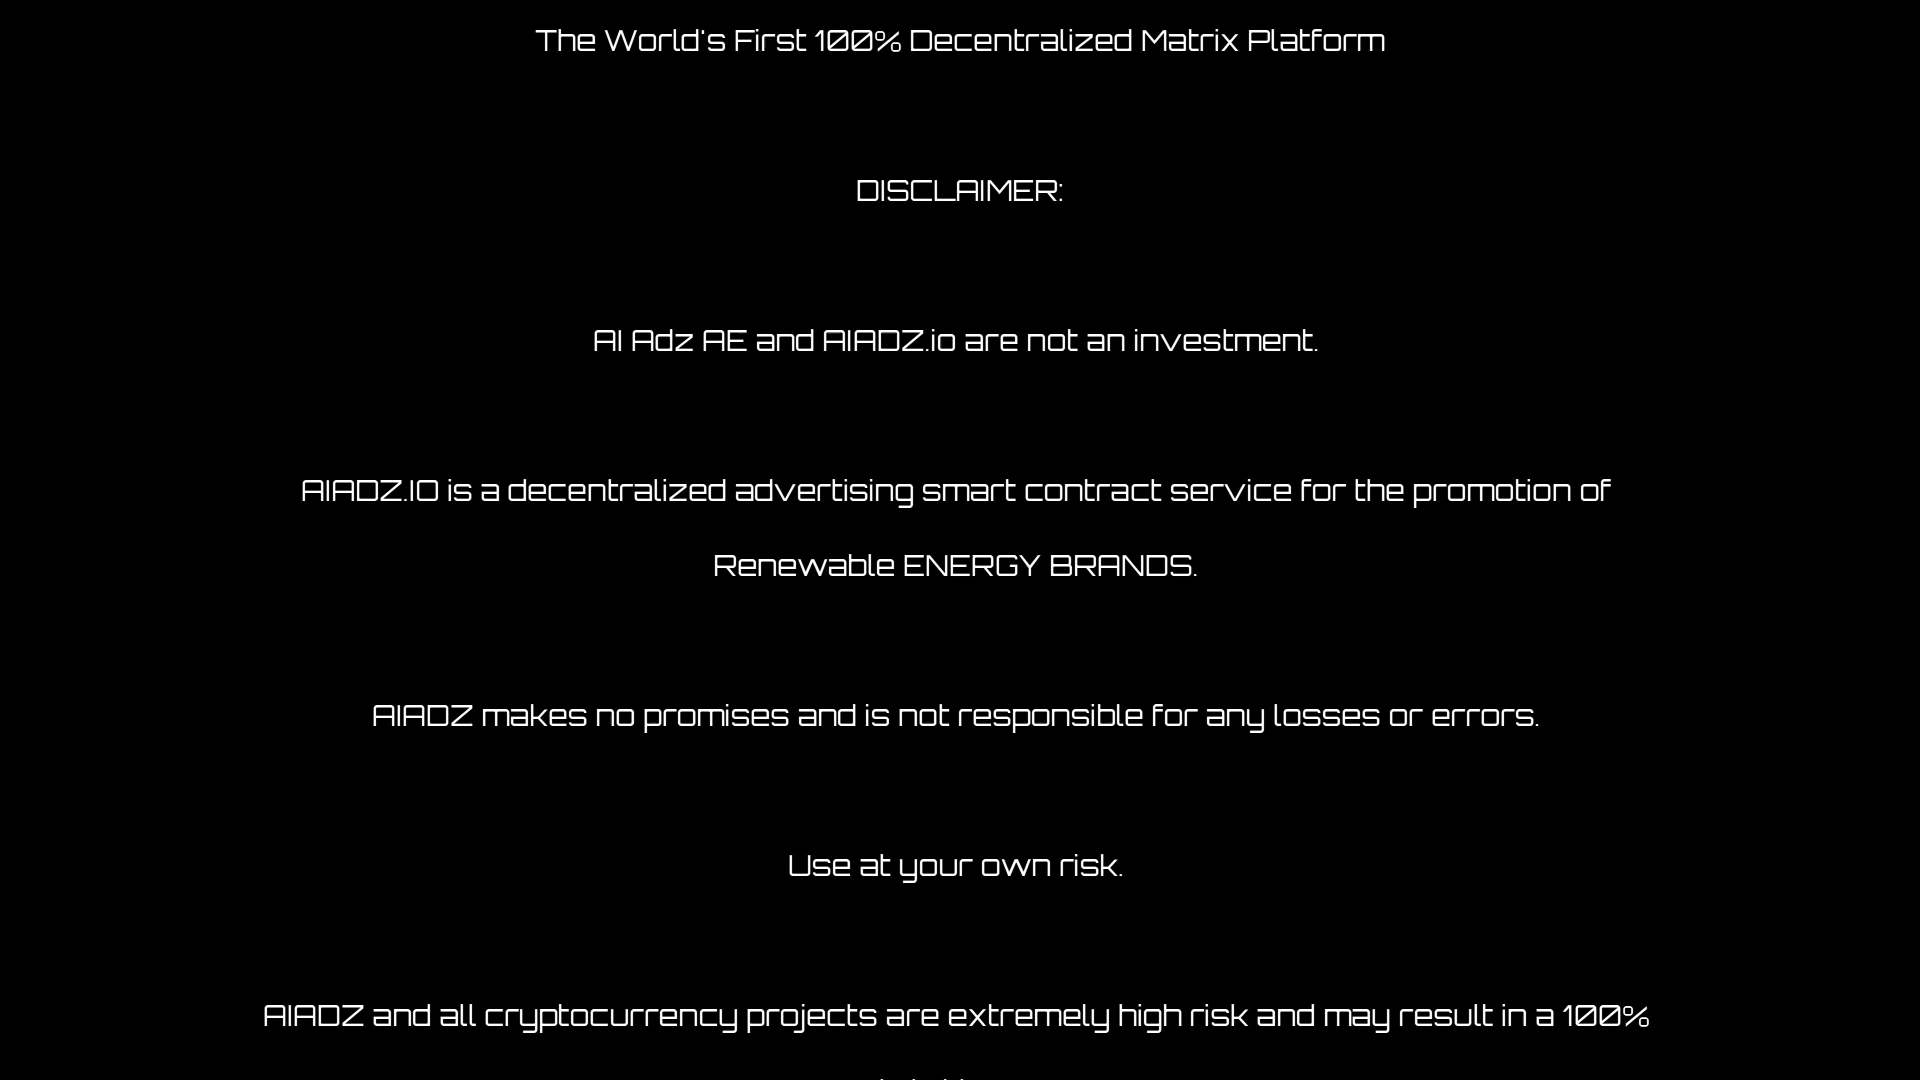 The World's First 100% Decentralized Matrix Platform
DISCLAIMER:
AI Adz AE and AIADZ.io are not an investment.
AIADZ.IO is a decentralized advertising smart contract service for the promotion of
Renewable ENERGY BRANDS.
AIADZ makes no promises and is not responsible for any losses or errors.
Use at your own risk.
AIADZ and all cryptocurrency projects are extremely high risk and may result in a 100%